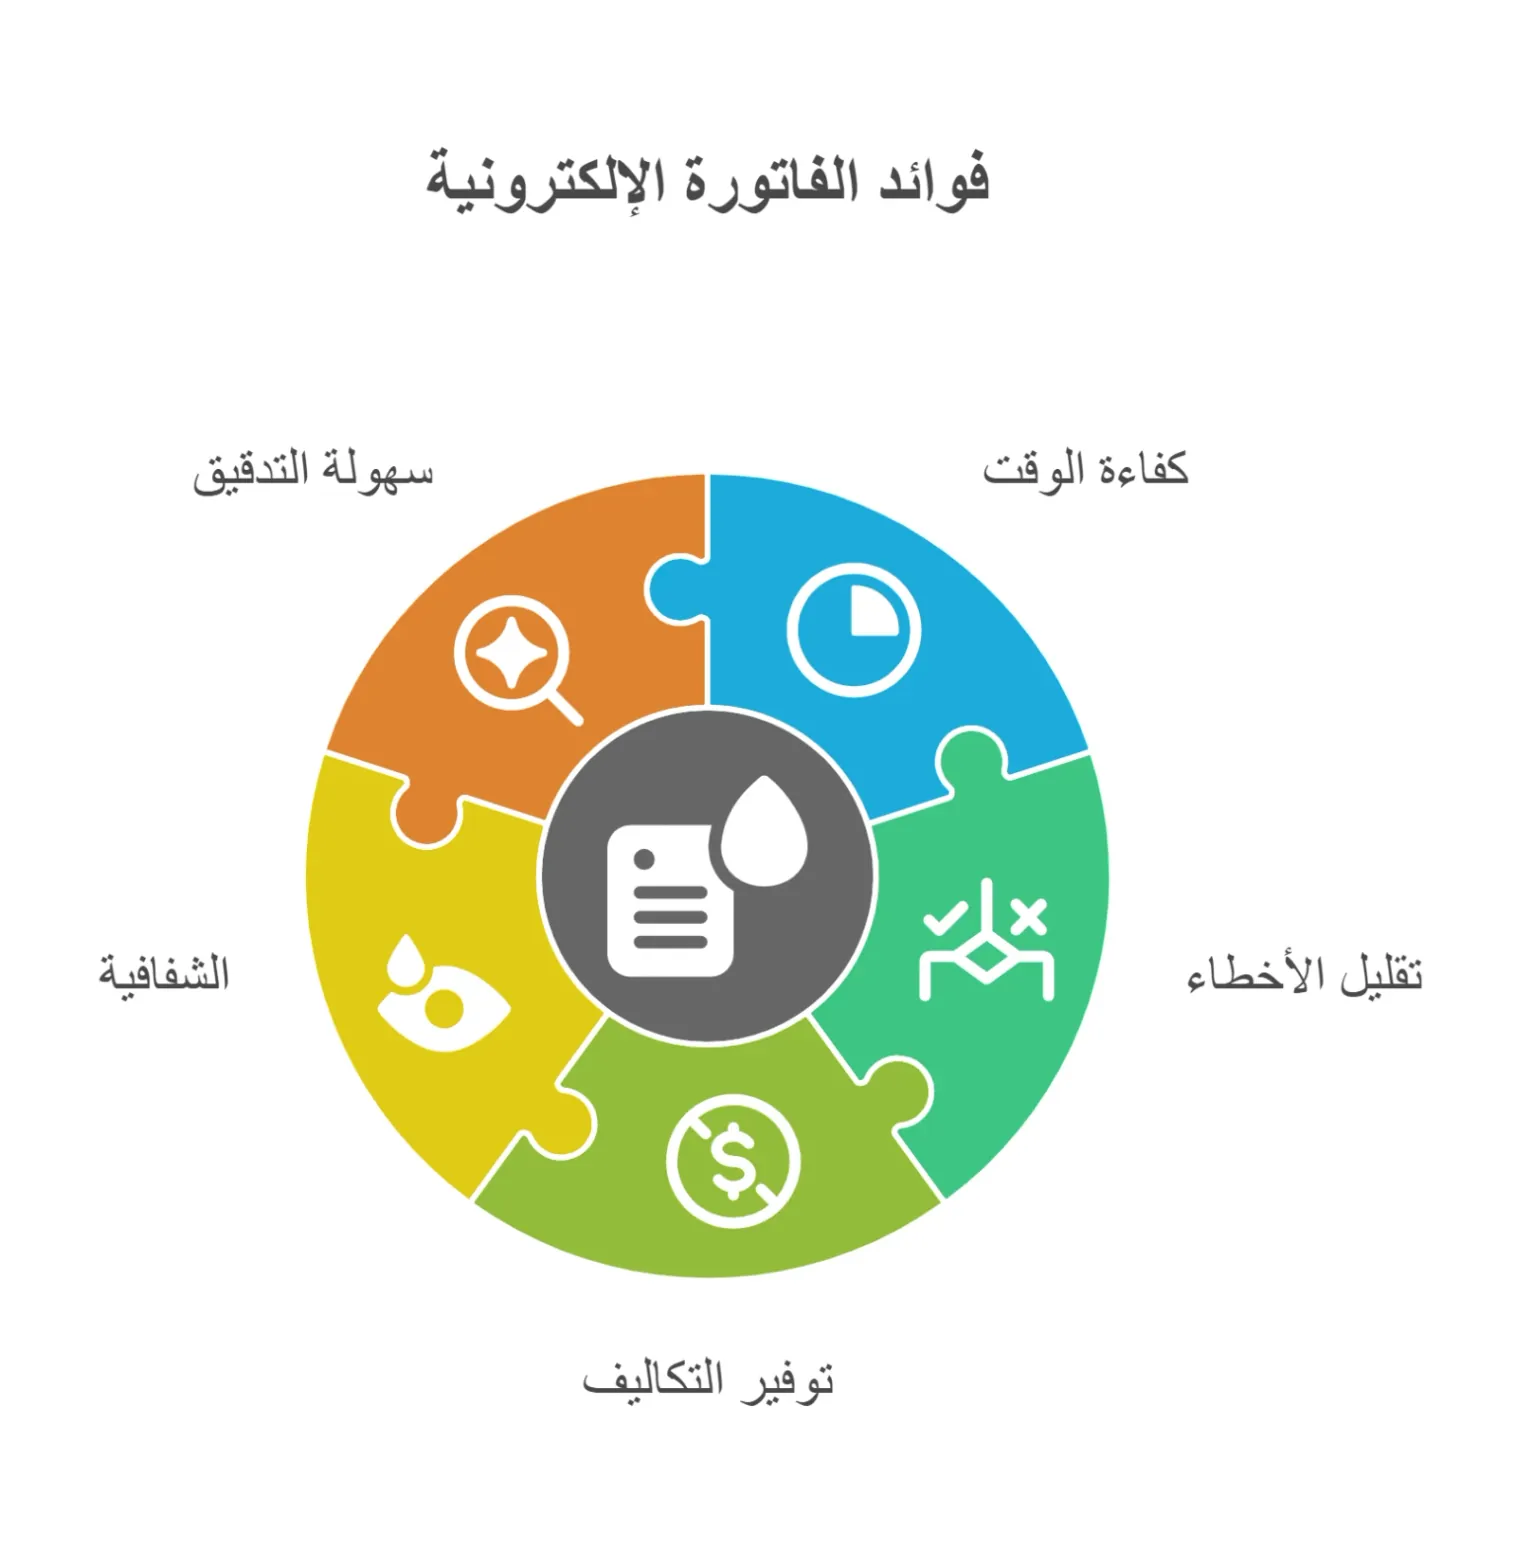 فوائد الفاتورة الإلكترونية
كفاءة الوقت
سهولة التدقيق
تقليل الأخطاء
الشفافية
توفير التكاليف